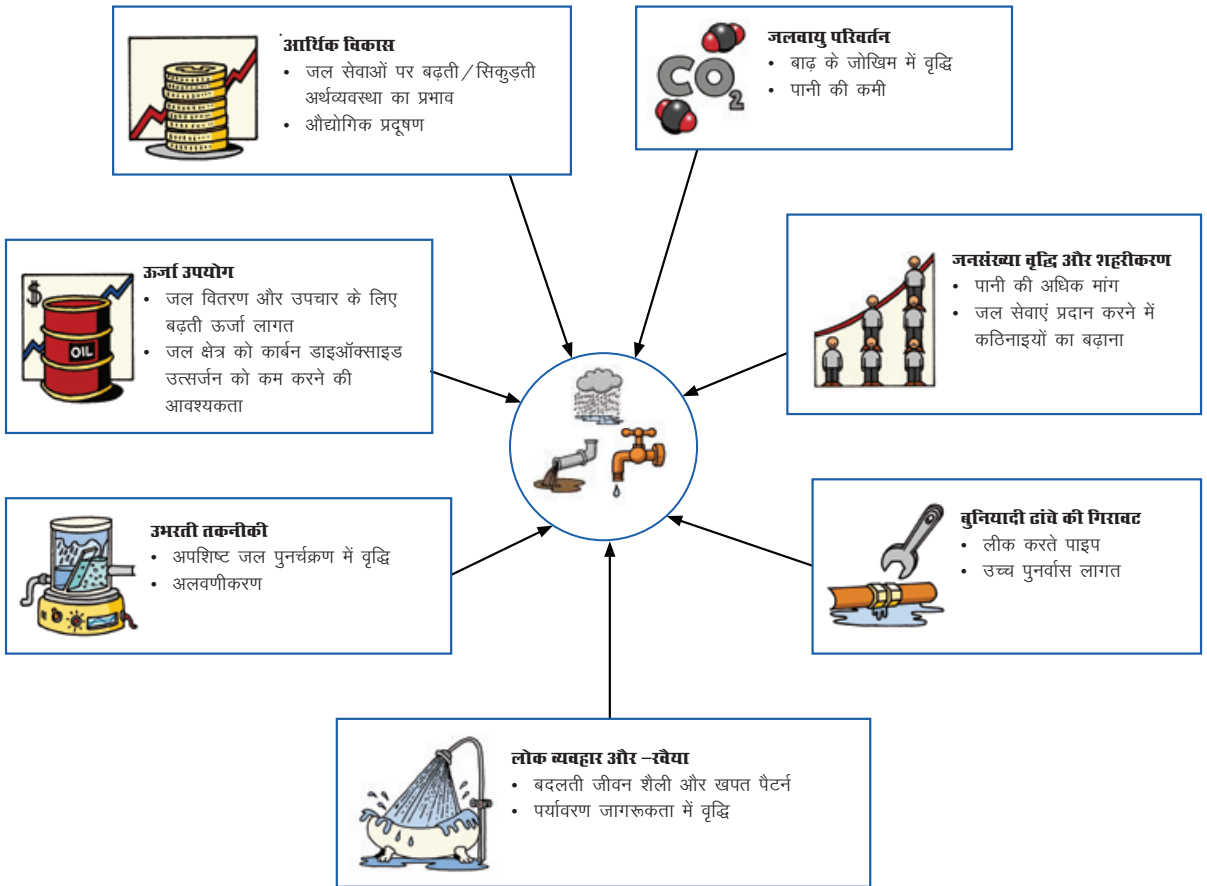 आर्थिक विकास
• जल सेवाओं पर बढ़ती/सिकुड़ती
अर्थव्यवस्था का प्रभाव
• औद्योगिक प्रदूषण
CO2
जलवायु परिवर्तन
• बाढ़ के जोखिम में वृद्धि
• पानी की कमी
$
OIL
ऊर्जा उपयोग
• जल वितरण और उपचार के लिए
बढ़ती ऊर्जा लागत
• जल क्षेत्र को कार्बन डाइऑक्साइड
उत्सर्जन को कम करने की
आवश्यकता
जनसंख्या वृद्धि और शहरीकरण
• पानी की अधिक मांग
• जल सेवाएं प्रदान करने में
कठिनाइयों का बढ़ाना
उभरती तकनीकी
• अपशिष्ट जल पुनर्चक्रण में वृद्धि
• अलवणीकरण
बुनियादी ढांचे की गिरावट
• लीक करते पाइप
• उच्च पुनर्वास लागत
लोक व्यवहार और –रवैया
• बदलती जीवन शैली और खपत पैटर्न
• पर्यावरण जागरूकता में वृद्धि